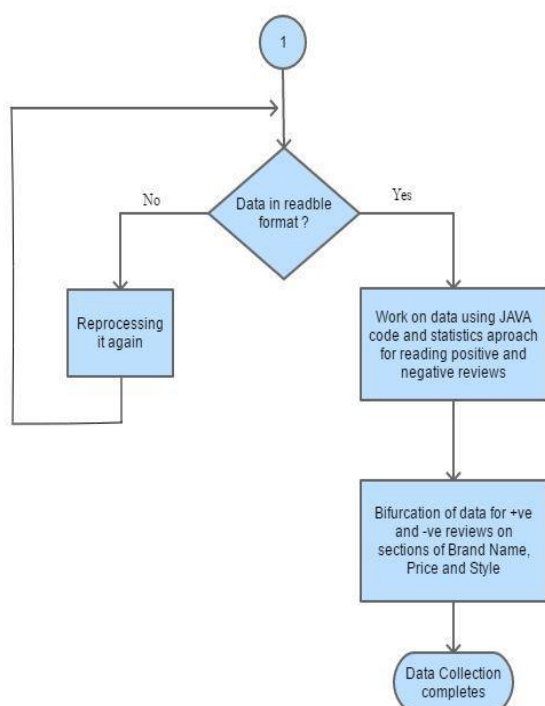 1
Data in readble
format ?
No
Yes
Reprocessing
it again
Work on data using JAVA
code and statistics aproach
for reading positive and
negative reviews
Bifurcation of data for +ve
and -ve reviews on
sections of Brand Name,
Price and Style
Data Collection
completes